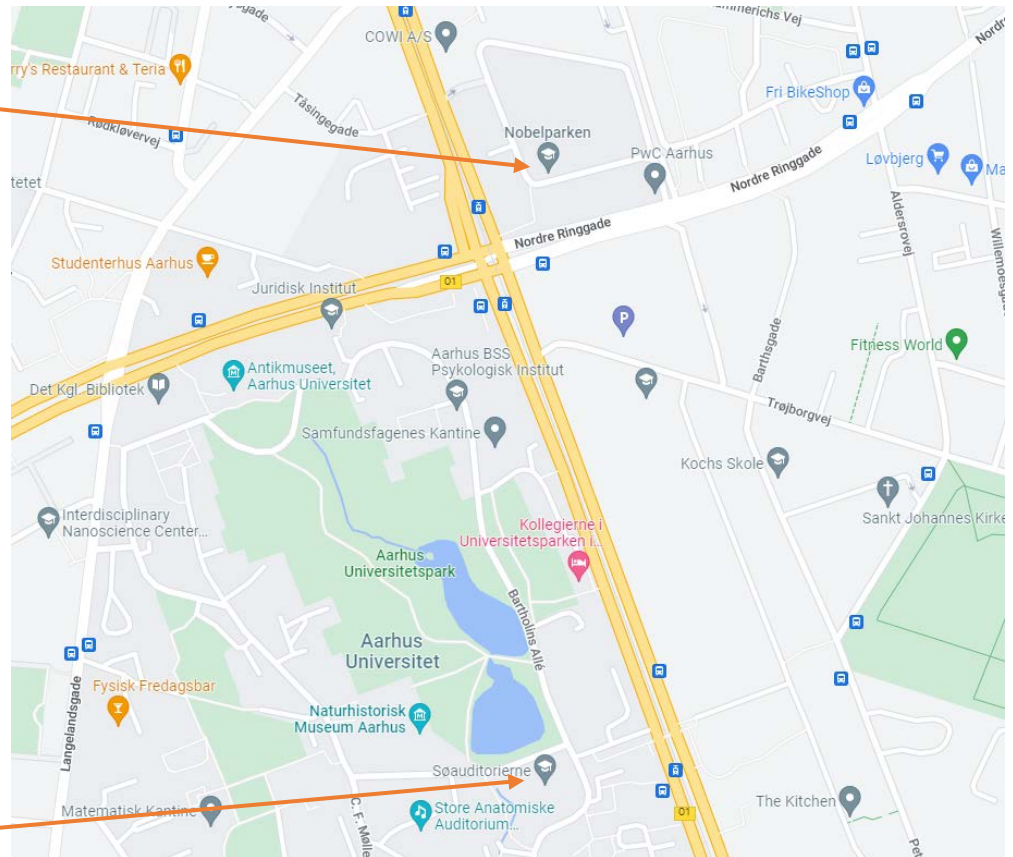 COWI A/S
rry's Restaurant & Teria
Tåsingegade
Rødkløvervej
Nobelparken
PwC Aarhus
Fri BikeShop
Løvbjerg
Nordre Ringgade
Nordre Ringgade
Aldersrovej
Studenterhus Aarhus
01
Juridisk Institut
P
Barthsgade
Fitness World
Antikmuseet,
Aarhus Universitet
Aarhus BSS
Psykologisk Institut
Det Kgl. Bibliotek
Trøjborgvej
Samfundsfagenes Kantine
Kochs Skole
Interdisciplinary
Nanoscience Center...
Sankt Johannes Kirke
Kollegierne i
Universitetsparken i...
Aarhus
Universitetspark
Bartholins Allé
Aarhus
Universitet
Langelandsgade
Fysisk Fredagsbar
Naturhistorisk
Museum Aarhus
Søauditorierne
Matematisk Kantine
C. F. Mølle
Store Anatomiske
Auditorium...
01
The Kitchen